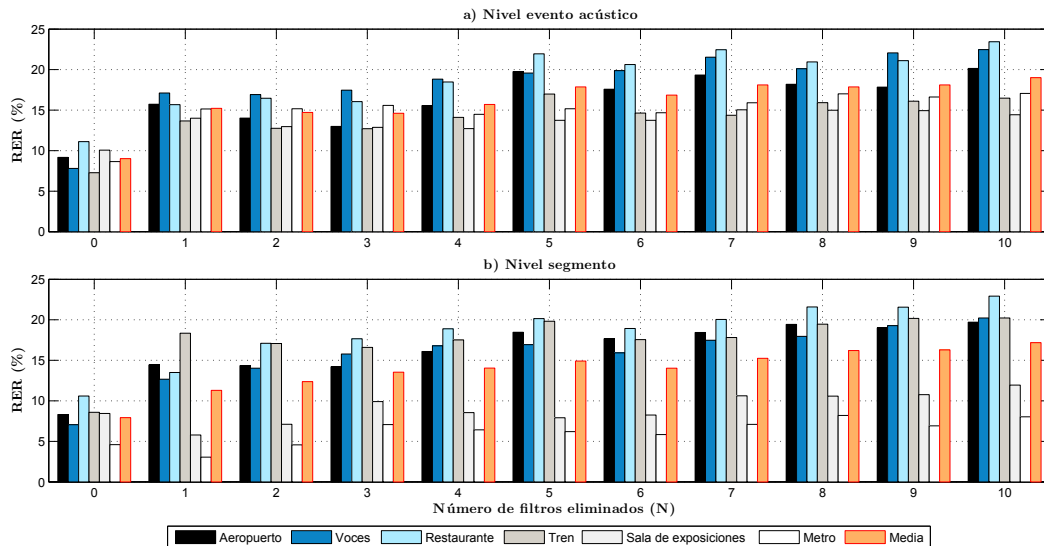 a) Nivel evento acústico
25
20
15
10
5
0
RER (%)
0 1 2 3 4 5 6 7 8 9 10
b) Nivel segmento
25
20
15
10
5
0
RER (%)
0 1 2 3 4 5 6 7 8 9 10
Número de filtros eliminados (N)
Aeropuerto Voces Restaurante Tren Sala de exposiciones Metro Media